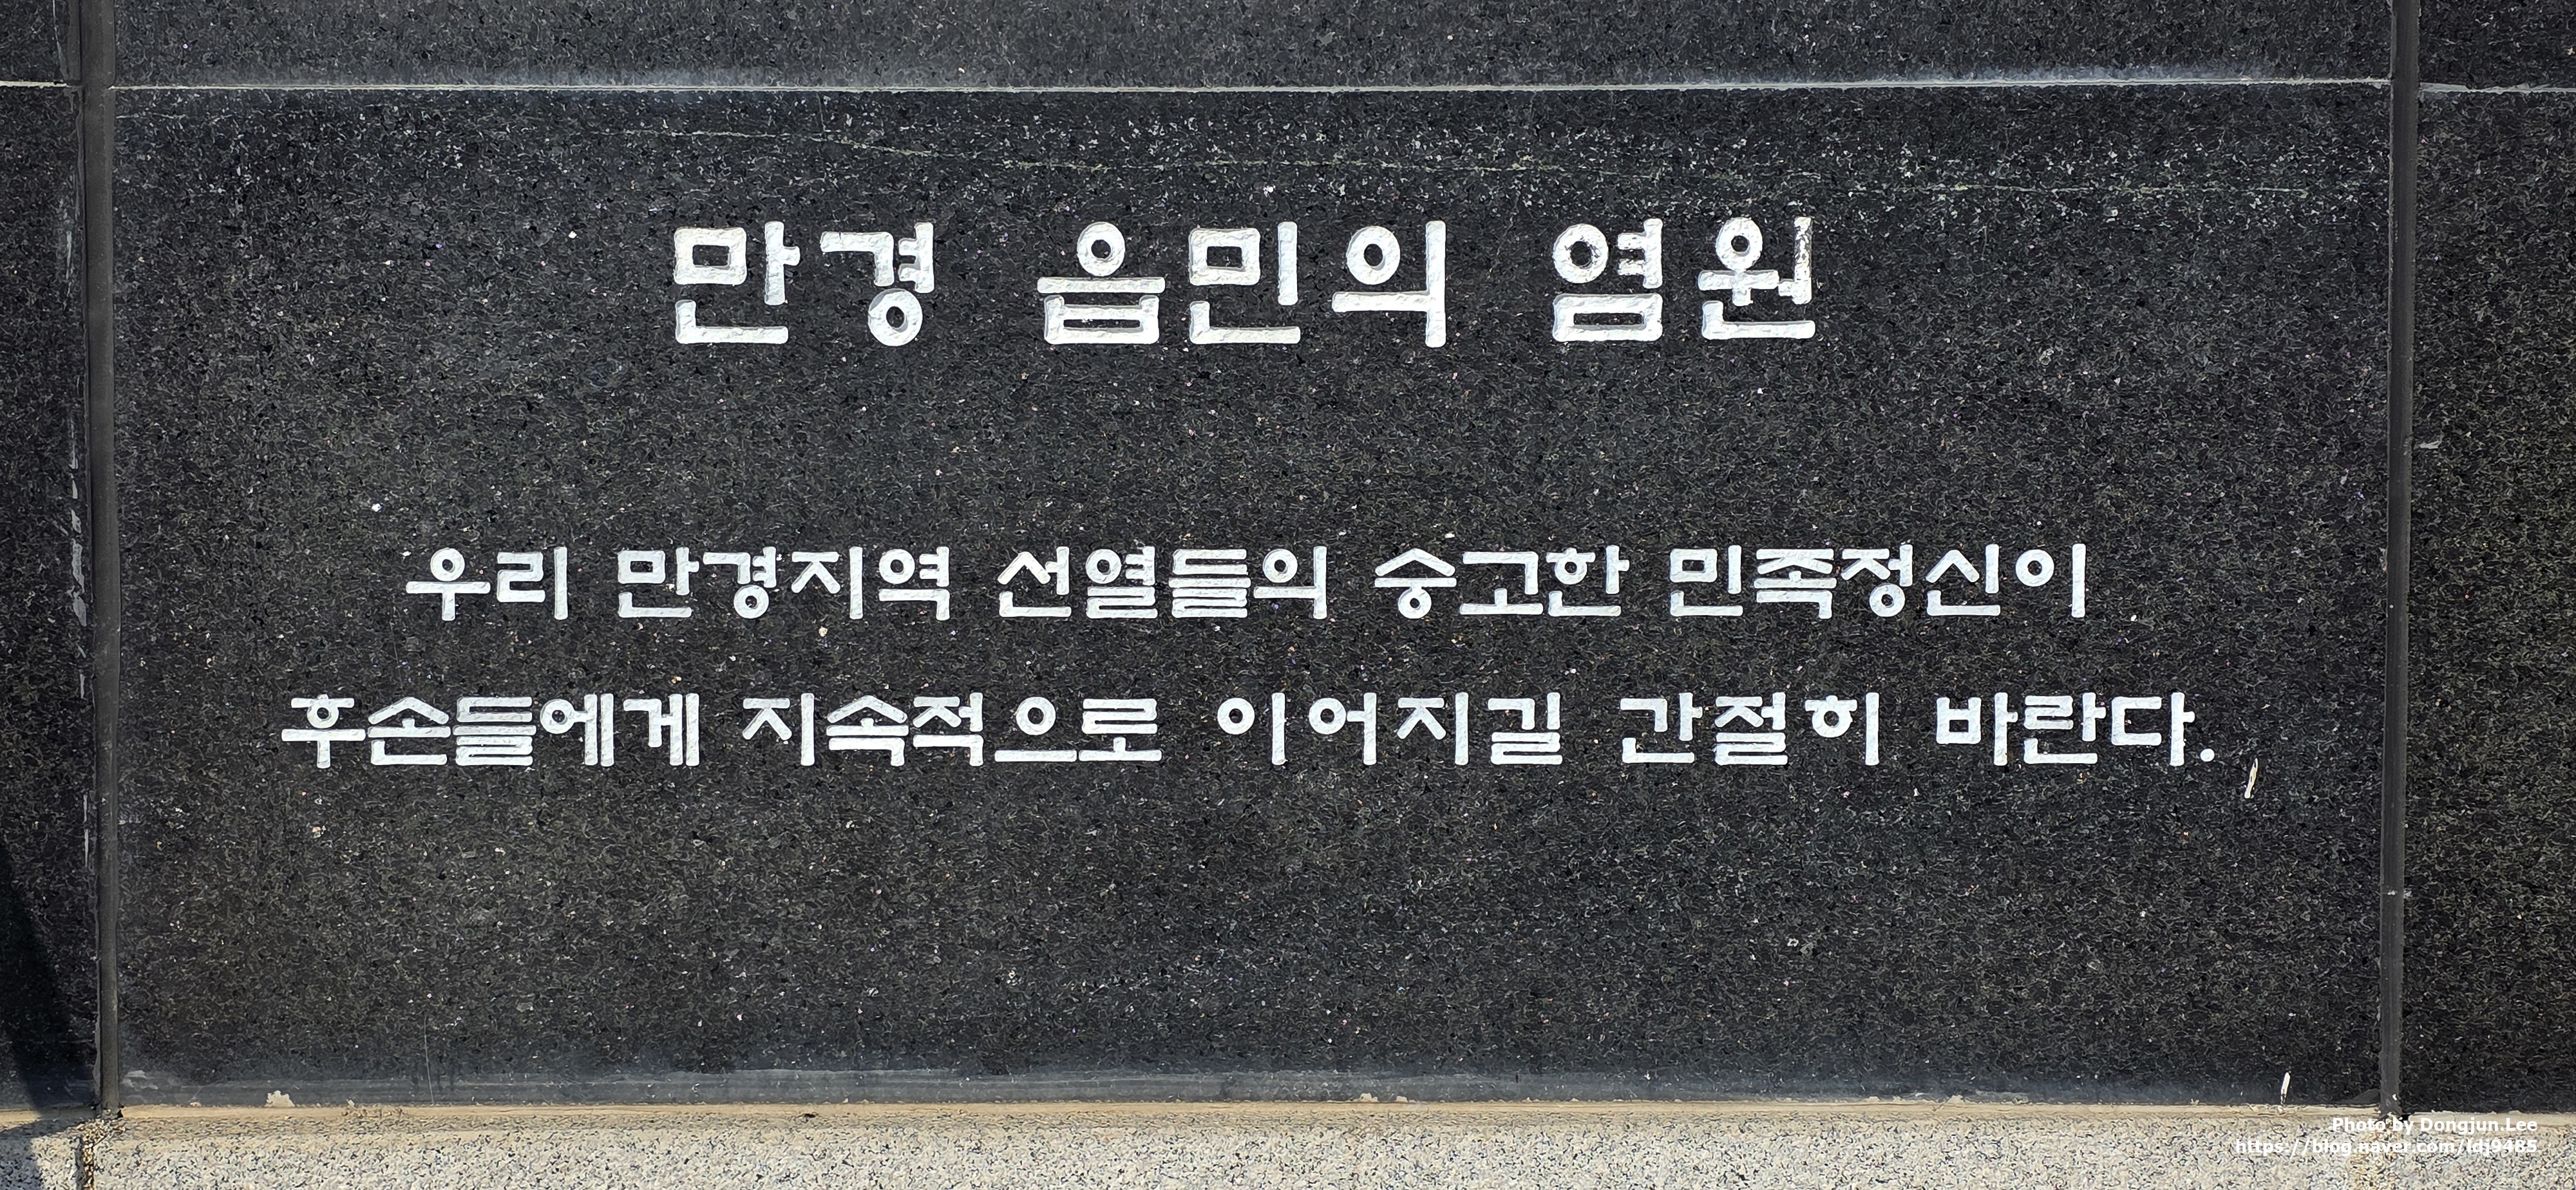 만경 읍민의 염원
우리 만경지역 선열들의 숭고한 민족정신이
후손들에게 지속적으로 이어지길 간절히 바란다.
Photo by Dongjun.Lee
https://blog.naver.com/ldj9485